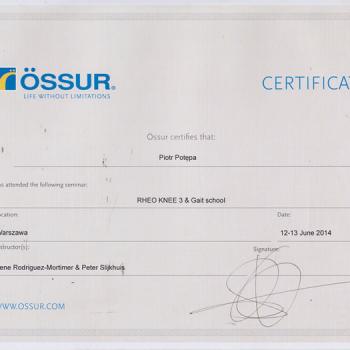 ÖSSUR®
LIFE WITHOUT LIMITATIONS
CERTIFICA
Össur certifies that:
Piotr Potępa
as attended the following seminar:
RHEO KNEE 3 & Gait school
ocation:
Date:
Warszawa
12-13 June 2014
structor(s):
Signature:
ene Rodriguez-Mortimer & Peter Slijkhuis
WWW.OSSUR.COM